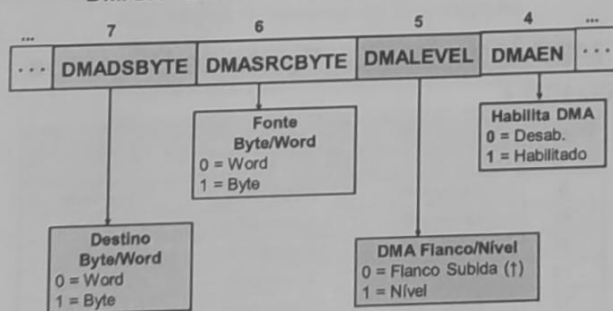 ... 7 6 5 4 ...
... DMADSBYTE DMASRCBYTE DMALEVEL DMAEN ...
Fonte
Byte/Word
0 = Word
1 = Byte
Habilita DMA
0 = Desab.
1 = Habilitado
Destino
Byte/Word
0 = Word
1 = Byte
DMA Flanco/Nível
0 = Flanco Subida (↑)
1 = Nível